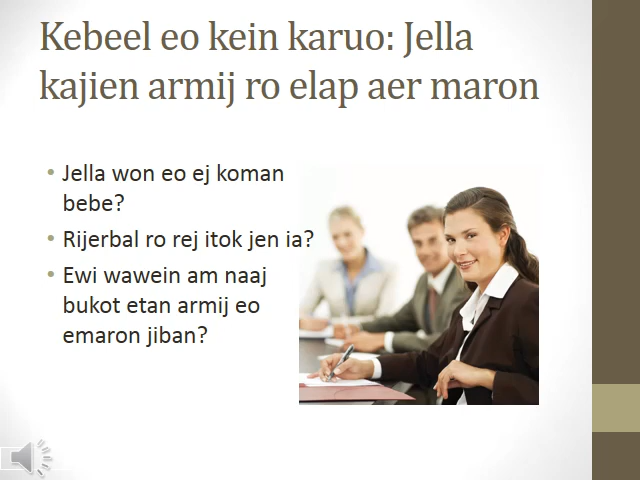 Kebeel eo kein karuo: Jella
kajien armij ro elap aer maron
• Jella won eo ej koman
bebe?
• Rijerbal ro rej itok jen ia?
• Ewi wawein am naaj
bukot etan armij eo
emaron jiban?